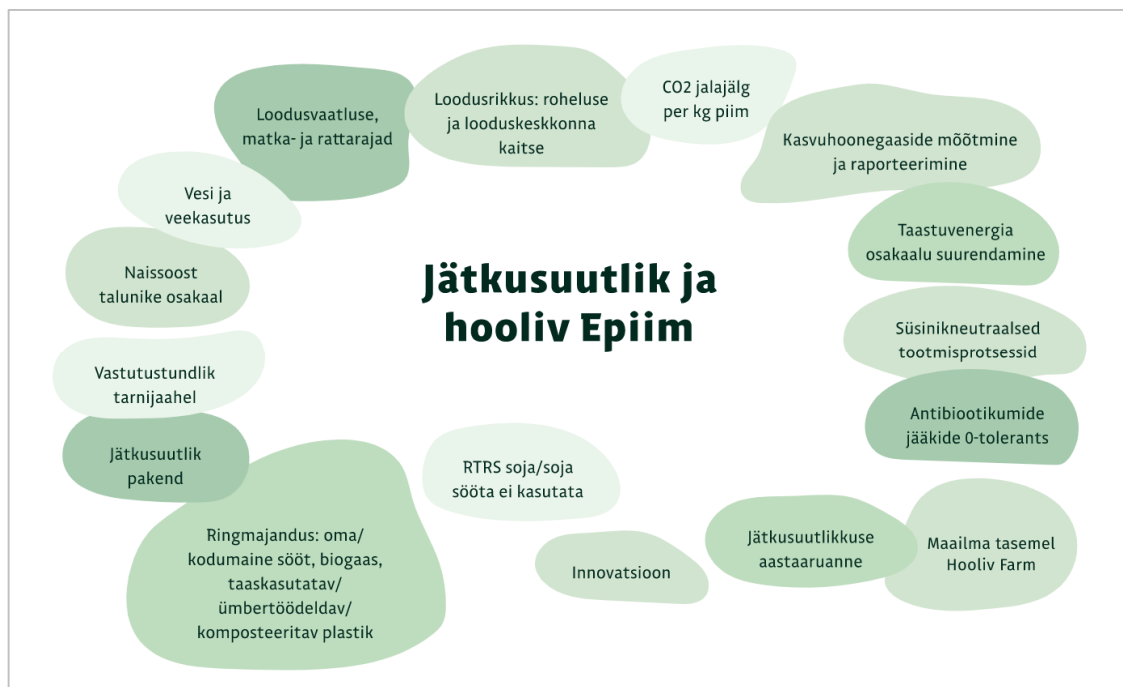 Loodusvaatluse,
matka- ja rattarajad
Loodusrikkus: roheluse
ja looduskeskkonna
kaitse
CO2 jalajälg
per kg piim
Kasvuhoonegaaside mõõtmine
ja raporteerimine
Vesi ja
veekasutus
Taastuvenergia
osakaalu suurendamine
Naissoost
talunike osakaal
Jätkusuutlik ja
hooliv Epiim
Süsinikneutraalsed
tootmisprotsessid
Vastutustundlik
tarnijaahel
Antibiootikumide
jääkide 0-tolerants
Jätkusuutlik
pakend
RTRS soja/soja
sööta ei kasutata
Ringmajandus: oma/
kodumaine sööt, biogaas,
taaskasutatav/
ümbertöödeldav/
komposteeritav plastik
Innovatsioon
Jätkusuutlikkuse
aastaaruanne
Maailma tasemel
Hooliv Farm